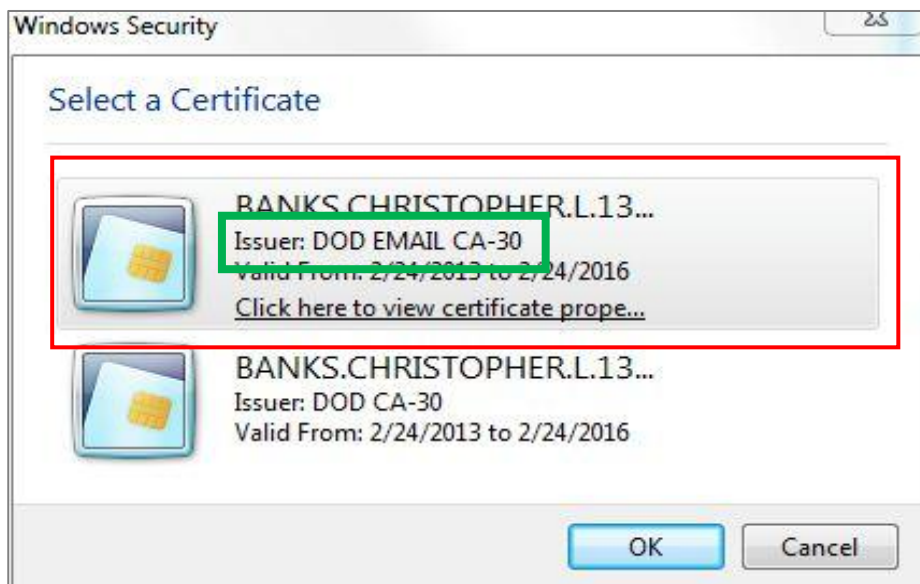 Windows Security
Select a Certificate
BANKS.CHRISTOPHER.L.13...
Issuer: DOD EMAIL CA-30
Valid From: 2/24/2013 to 2/24/2016
Click here to view certificate prope...
BANKS.CHRISTOPHER.L.13...
Issuer: DOD CA-30
Valid From: 2/24/2013 to 2/24/2016
OK
Cancel